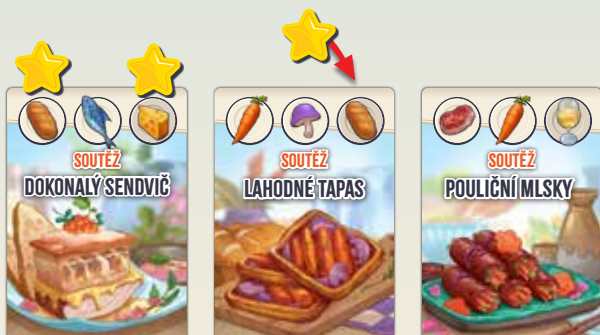 SOUTĚŽ
DOKONALÝ SENDVIČ
SOUTĚŽ
LAHODNÉ TAPAS
SOUTĚŽ
POULIČNÍ MLSKY